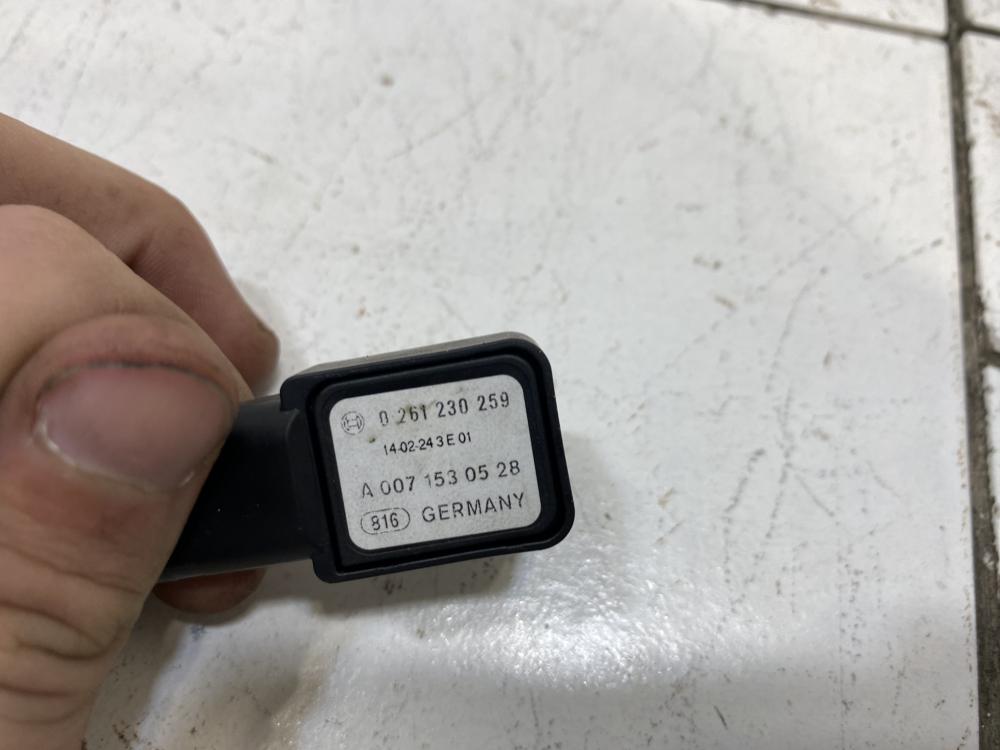 0 261 230 259
14-02-24 3 E 01
A 007 153 05 28
816 GERMANY